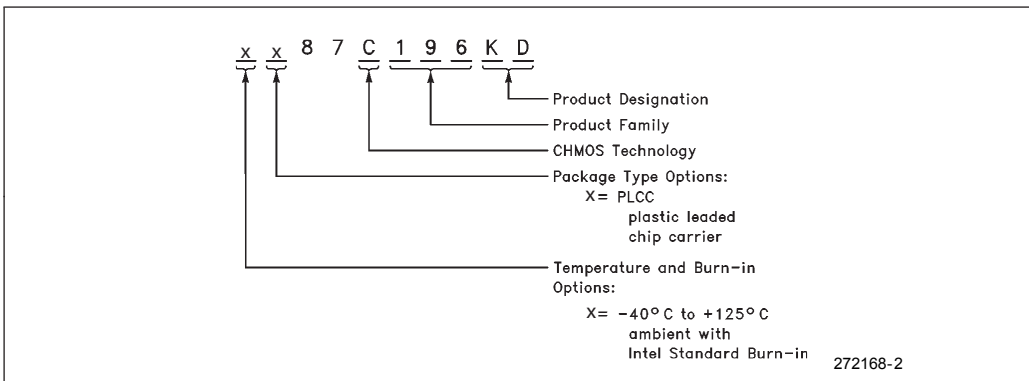 x x 8 7 C 1 9 6 K D
Product Designation
Product Family
CHMOS Technology
Package Type Options:
X= PLCC
plastic leaded
chip carrier
Temperature and Burn-in
Options:
X= -40°C to +125°C
ambient with
Intel Standard Burn-in
272168-2